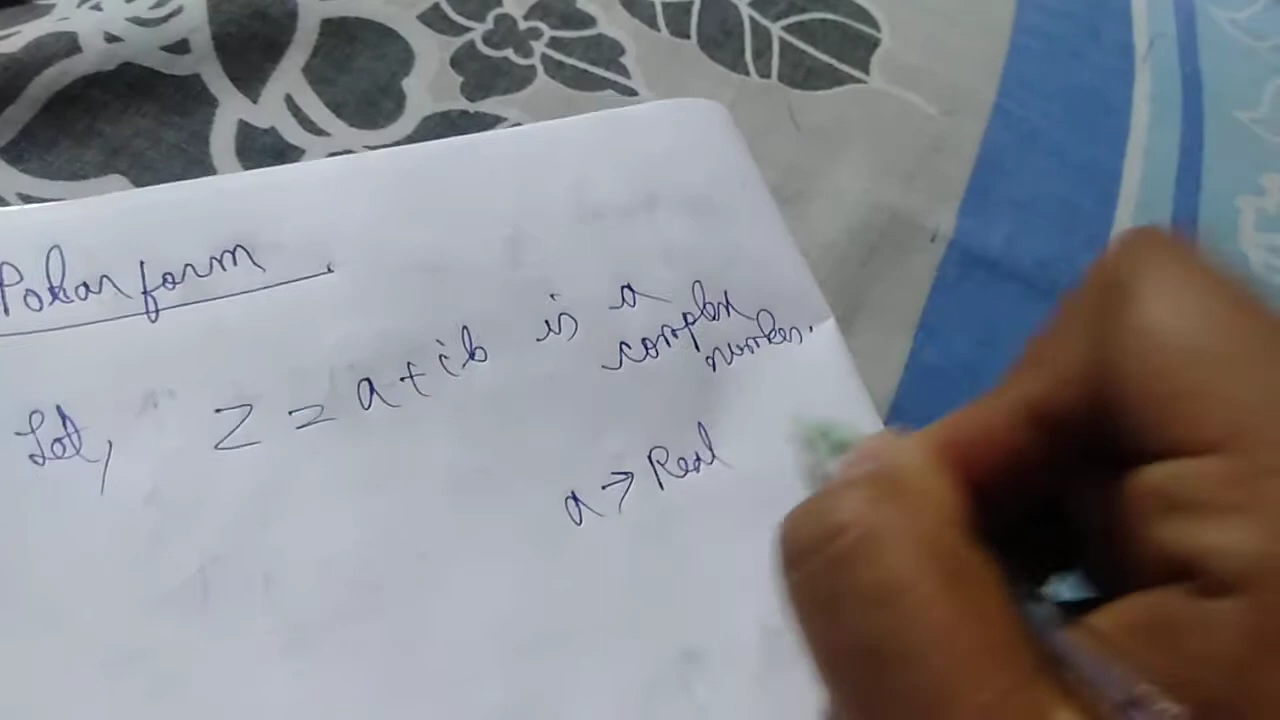 Polar form
Let, z = a + ib is a complex number.
a → Real